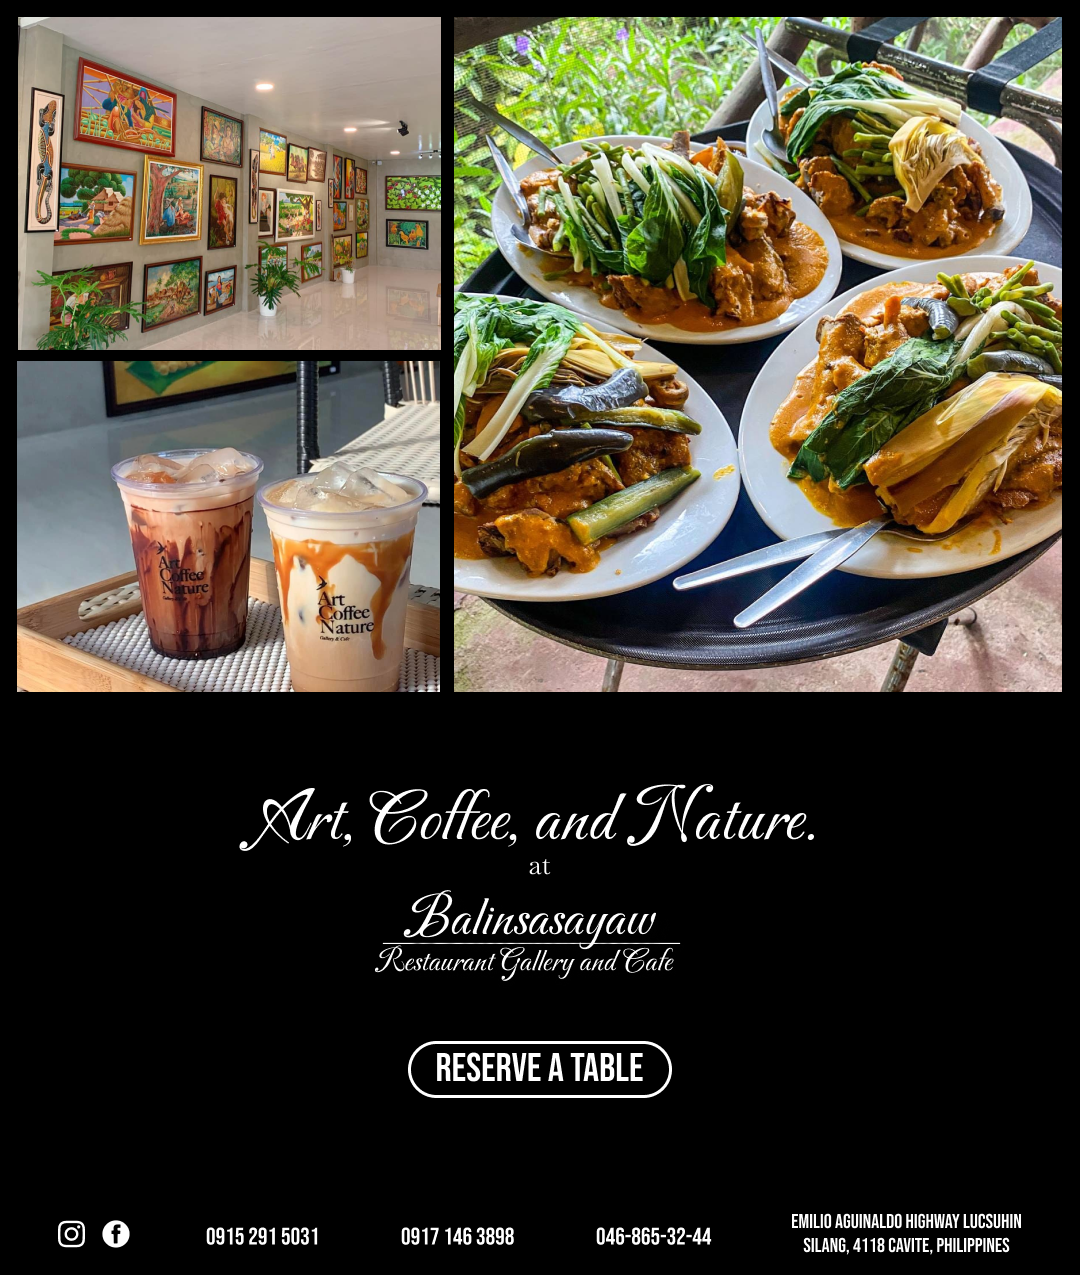 Art
Coffee
Nature
Gallery & Cafe
Art
Coffee
Nature
Gallery & Cafe
Art, Coffee, and Nature.
at
Balinsasayaw
Restaurant Gallery and Cafe
RESERVE A TABLE
0915 291 5031
0917 146 3898
046-865-32-44
EMILIO AGUINALDO HIGHWAY LUCSUHIN
SILANG, 4118 CAVITE, PHILIPPINES